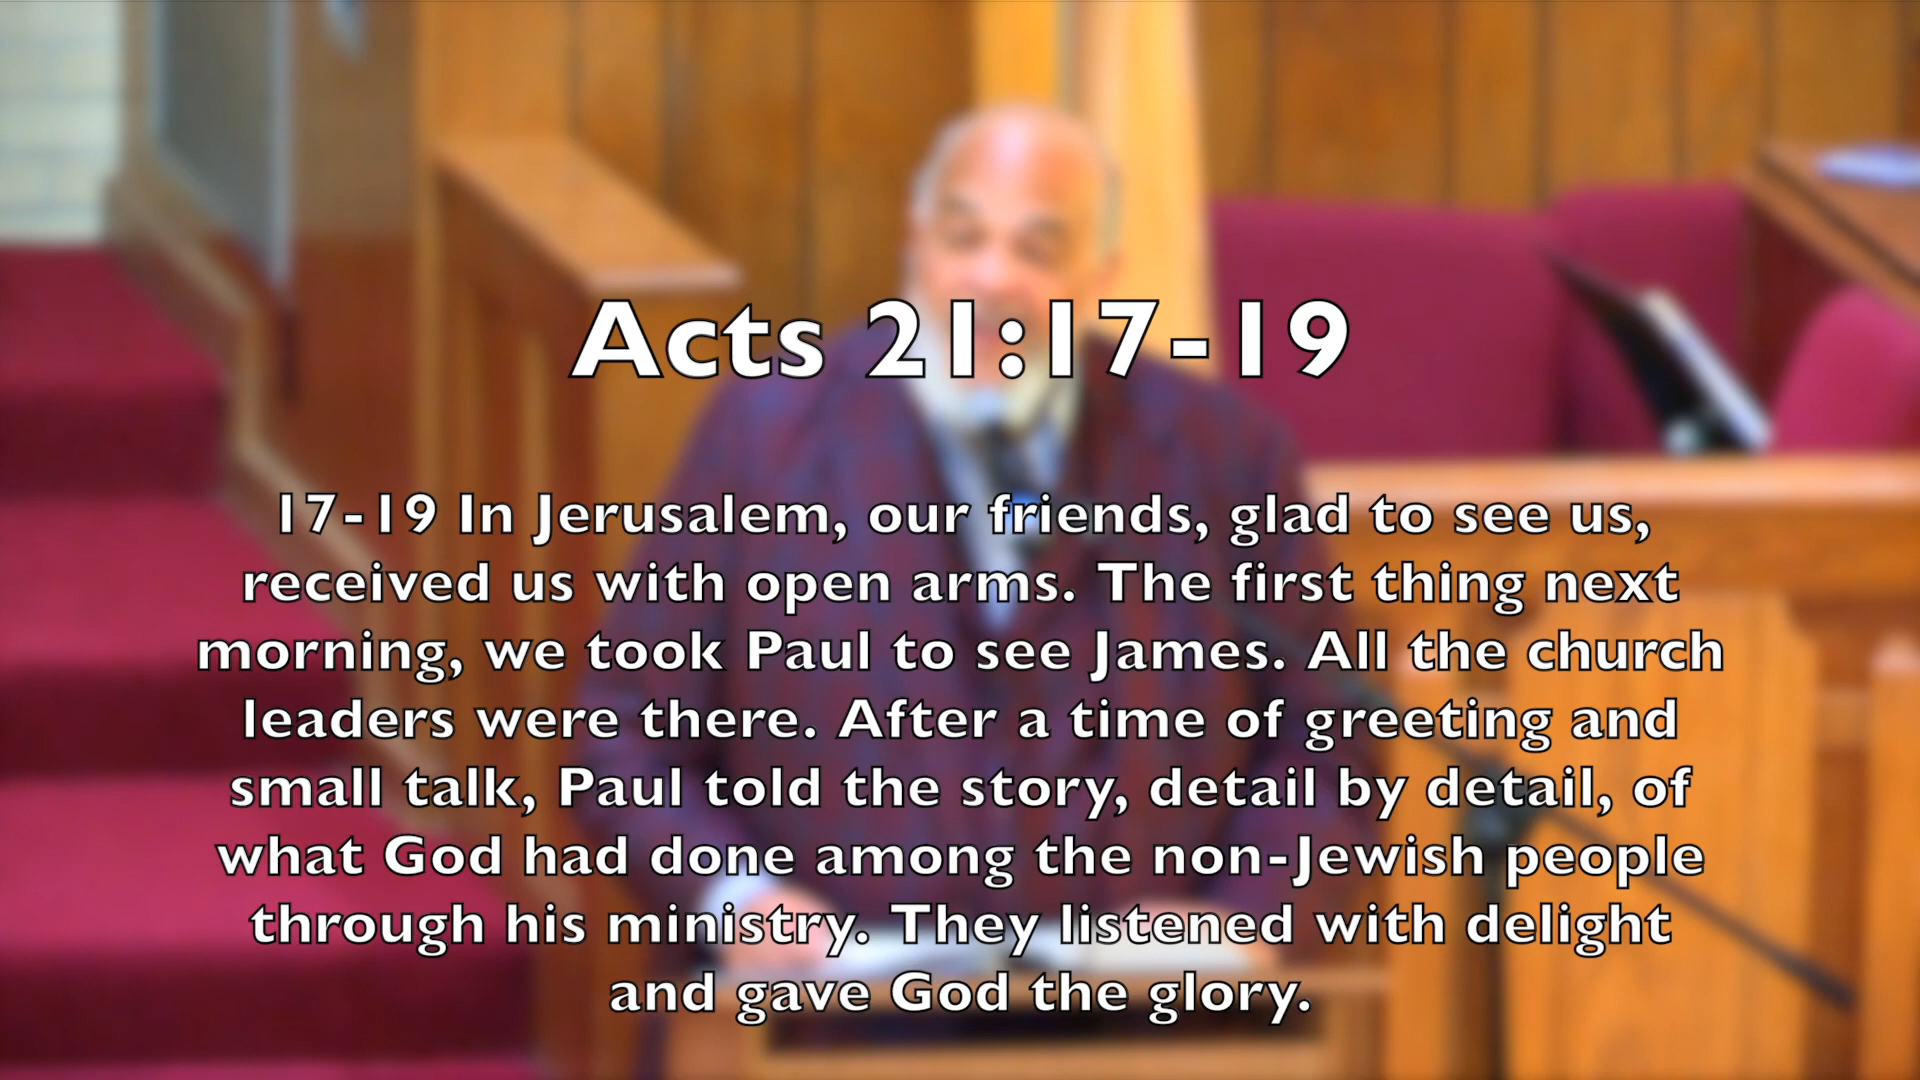 Acts 21:17-19
17-19 In Jerusalem, our friends, glad to see us,
received us with open arms. The first thing next
morning, we took Paul to see James. All the church
leaders were there. After a time of greeting and
small talk, Paul told the story, detail by detail, of
what God had done among the non-Jewish people
through his ministry. They listened with delight
and gave God the glory.